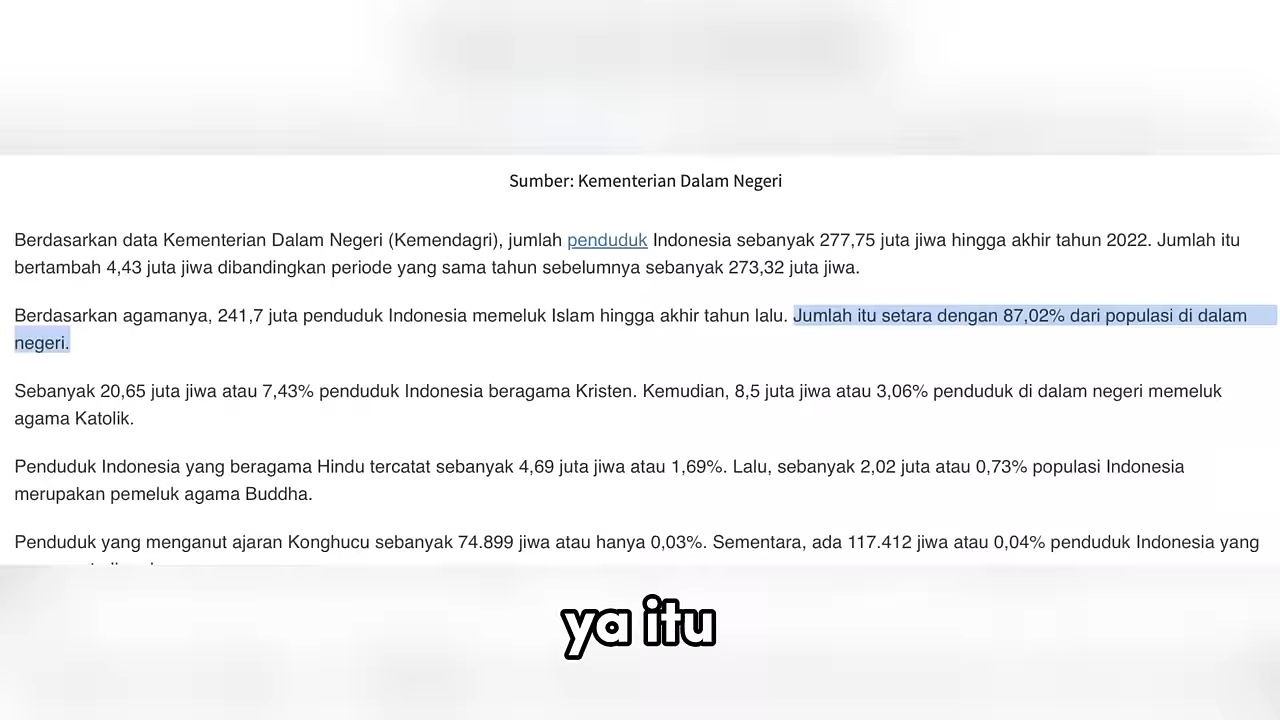 Sumber: Kementerian Dalam Negeri
Berdasarkan data Kementerian Dalam Negeri (Kemendagri), jumlah penduduk Indonesia sebanyak 277,75 juta jiwa hingga akhir tahun 2022. Jumlah itu
bertambah 4,43 juta jiwa dibandingkan periode yang sama tahun sebelumnya sebanyak 273,32 juta jiwa.
Berdasarkan agamanya, 241,7 juta penduduk Indonesia memeluk Islam hingga akhir tahun lalu. Jumlah itu setara dengan 87,02% dari populasi di dalam
negeri.
Sebanyak 20,65 juta jiwa atau 7,43% penduduk Indonesia beragama Kristen. Kemudian, 8,5 juta jiwa atau 3,06% penduduk di dalam negeri memeluk
agama Katolik.
Penduduk Indonesia yang beragama Hindu tercatat sebanyak 4,69 juta jiwa atau 1,69%. Lalu, sebanyak 2,02 juta atau 0,73% populasi Indonesia
merupakan pemeluk agama Buddha.
Penduduk yang menganut ajaran Konghucu sebanyak 74.899 jiwa atau hanya 0,03%. Sementara, ada 117.412 jiwa atau 0,04% penduduk Indonesia yang
ya itu